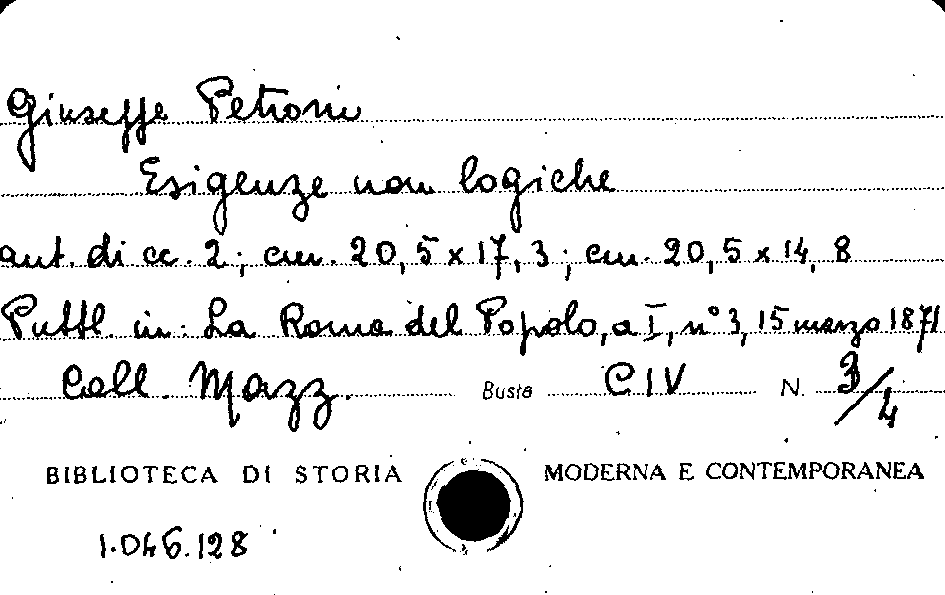 Giuseppe Petroni
Esigenze non logiche
aut. di cc. 2; cm. 20,5 x 17,3; cm. 20,5 x 14,8
Pubbl. in: La Roma del Popolo, a I, n° 3, 15 marzo 1871
Coll. Mazz. Busta CIV N. 3/4
BIBLIOTECA DI STORIA MODERNA E CONTEMPORANEA
1.046.128